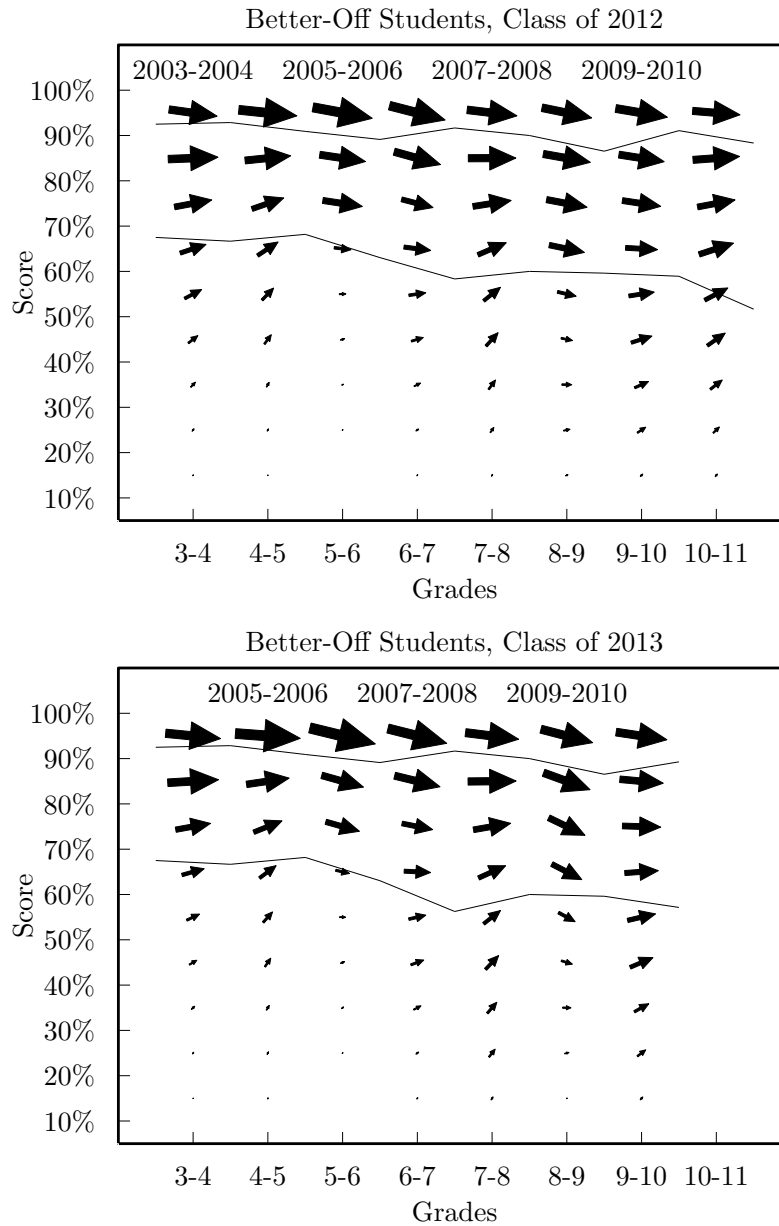 Better-Off Students, Class of 2012
2003-2004 2005-2006 2007-2008 2009-2010
100%
90%
80%
70%
60%
50%
40%
30%
20%
10%
Score
3-4 4-5 5-6 6-7 7-8 8-9 9-10 10-11
Grades
Better-Off Students, Class of 2013
2005-2006 2007-2008 2009-2010
100%
90%
80%
70%
60%
50%
40%
30%
20%
10%
Score
3-4 4-5 5-6 6-7 7-8 8-9 9-10 10-11
Grades